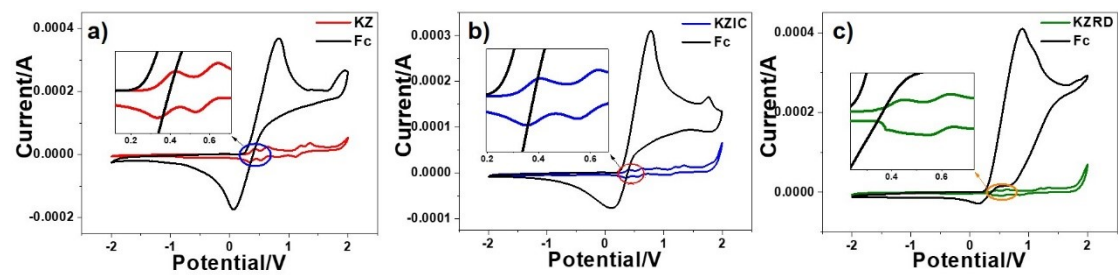 a)
KZ
Fc
Current/A
0.0004
0.0002
0.0000
-0.0002
0.2 0.4 0.6
-2 -1 0 1 2
Potential/V
b)
KZIC
Fc
Current/A
0.0003
0.0002
0.0001
0.0000
-0.0001
0.2 0.4 0.6
-2 -1 0 1 2
Potential/V
c)
KZRD
Fc
Current/A
0.0004
0.0002
0.0000
0.4 0.6
-2 -1 0 1 2
Potential/V